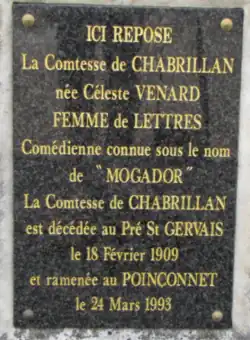 ICI REPOSE
La Comtesse de CHABRILLAN
née Céleste VENARD
FEMME de LETTRES
Comédienne connue sous le nom
de "MOGADOR"
La Comtesse de CHABRILLAN
est décédée au Pré St GERVAIS
le 18 Février 1909
et ramenée au POINÇONNET
le 24 Mars 1993